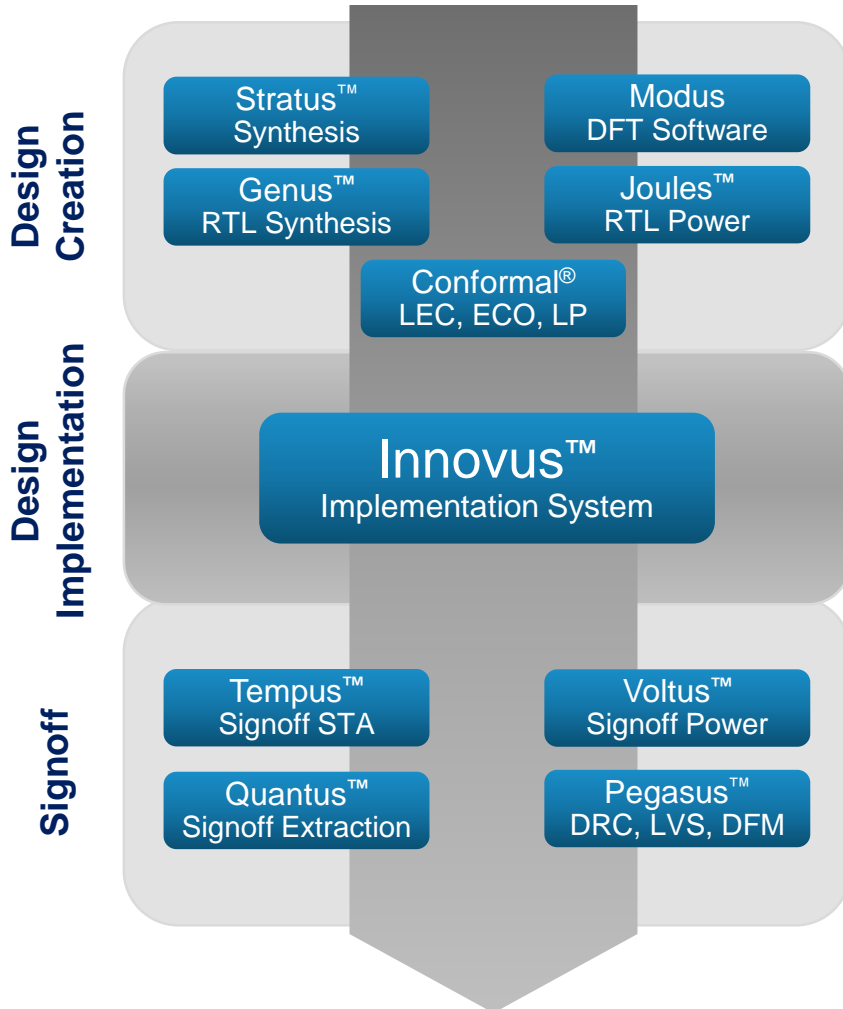 Design
Creation
Stratus™
Synthesis
Modus
DFT Software
Genus™
RTL Synthesis
Joules™
RTL Power
Conformal®
LEC, ECO, LP
Design
Implementation
Innovus™
Implementation System
Signoff
Tempus™
Signoff STA
Voltus™
Signoff Power
Quantus™
Signoff Extraction
Pegasus™
DRC, LVS, DFM